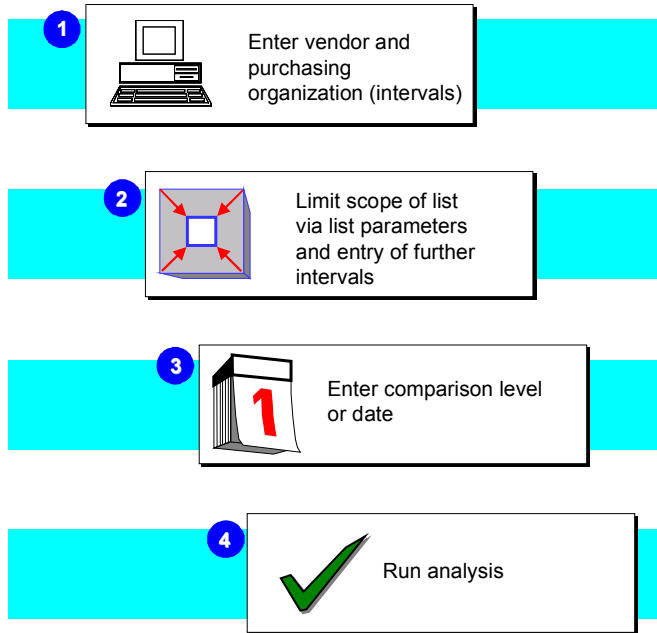 1
Enter vendor and
purchasing
organization (intervals)
2
Limit scope of list
via list parameters
and entry of further
intervals
3
1
Enter comparison level
or date
4
Run analysis